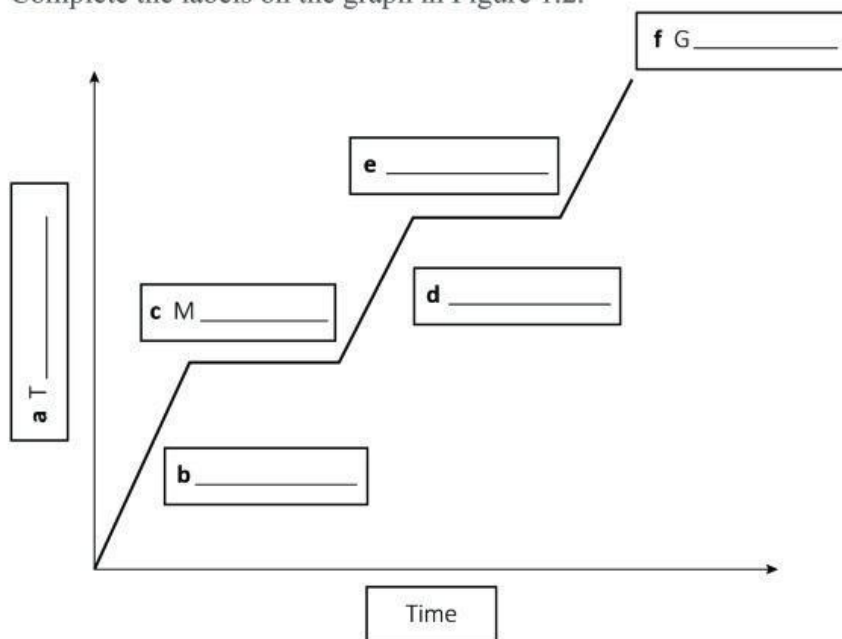 Complete the labels on the graph in Figure 1.2.
f G
e
c M
d
a T
b
Time